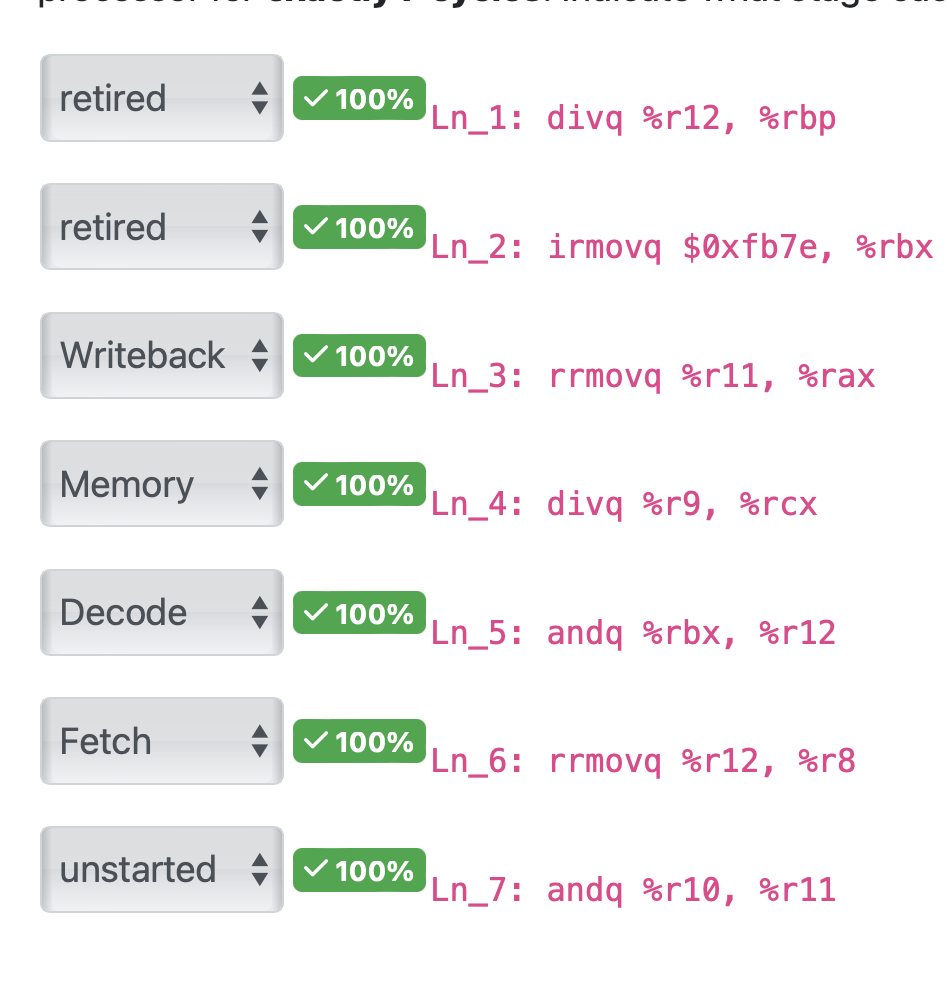 retired 100% Ln_1: divq %r12, %rbp
retired 100% Ln_2: irmovq $0xfb7e, %rbx
Writeback 100% Ln_3: rrmovq %r11, %rax
Memory 100% Ln_4: divq %r9, %rcx
Decode 100% Ln_5: andq %rbx, %r12
Fetch 100% Ln_6: rrmovq %r12, %r8
unstarted 100% Ln_7: andq %r10, %r11